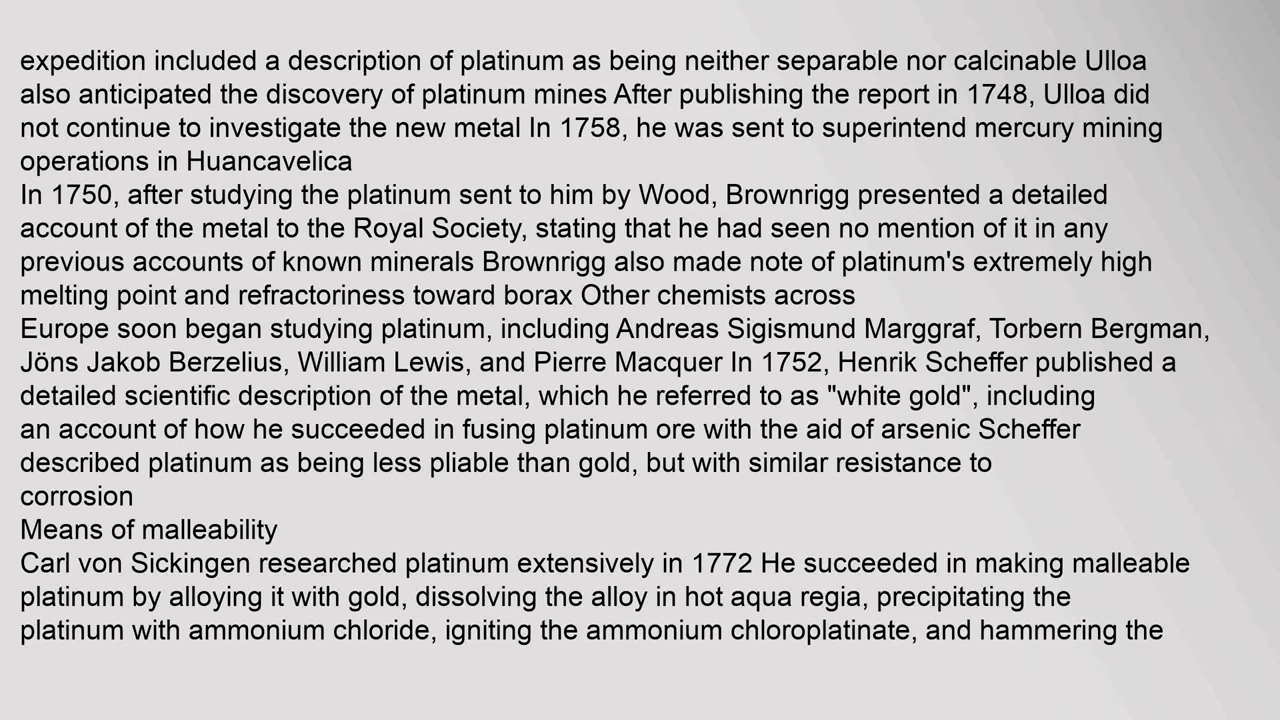 expedition included a description of platinum as being neither separable nor calcinable Ulloa
also anticipated the discovery of platinum mines After publishing the report in 1748, Ulloa did
not continue to investigate the new metal In 1758, he was sent to superintend mercury mining
operations in Huancavelica
In 1750, after studying the platinum sent to him by Wood, Brownrigg presented a detailed
account of the metal to the Royal Society, stating that he had seen no mention of it in any
previous accounts of known minerals Brownrigg also made note of platinum's extremely high
melting point and refractoriness toward borax Other chemists across
Europe soon began studying platinum, including Andreas Sigismund Marggraf, Torbern Bergman,
Jöns Jakob Berzelius, William Lewis, and Pierre Macquer In 1752, Henrik Scheffer published a
detailed scientific description of the metal, which he referred to as "white gold", including
an account of how he succeeded in fusing platinum ore with the aid of arsenic Scheffer
described platinum as being less pliable than gold, but with similar resistance to
corrosion
Means of malleability
Carl von Sickingen researched platinum extensively in 1772 He succeeded in making malleable
platinum by alloying it with gold, dissolving the alloy in hot aqua regia, precipitating the
platinum with ammonium chloride, igniting the ammonium chloroplatinate, and hammering the